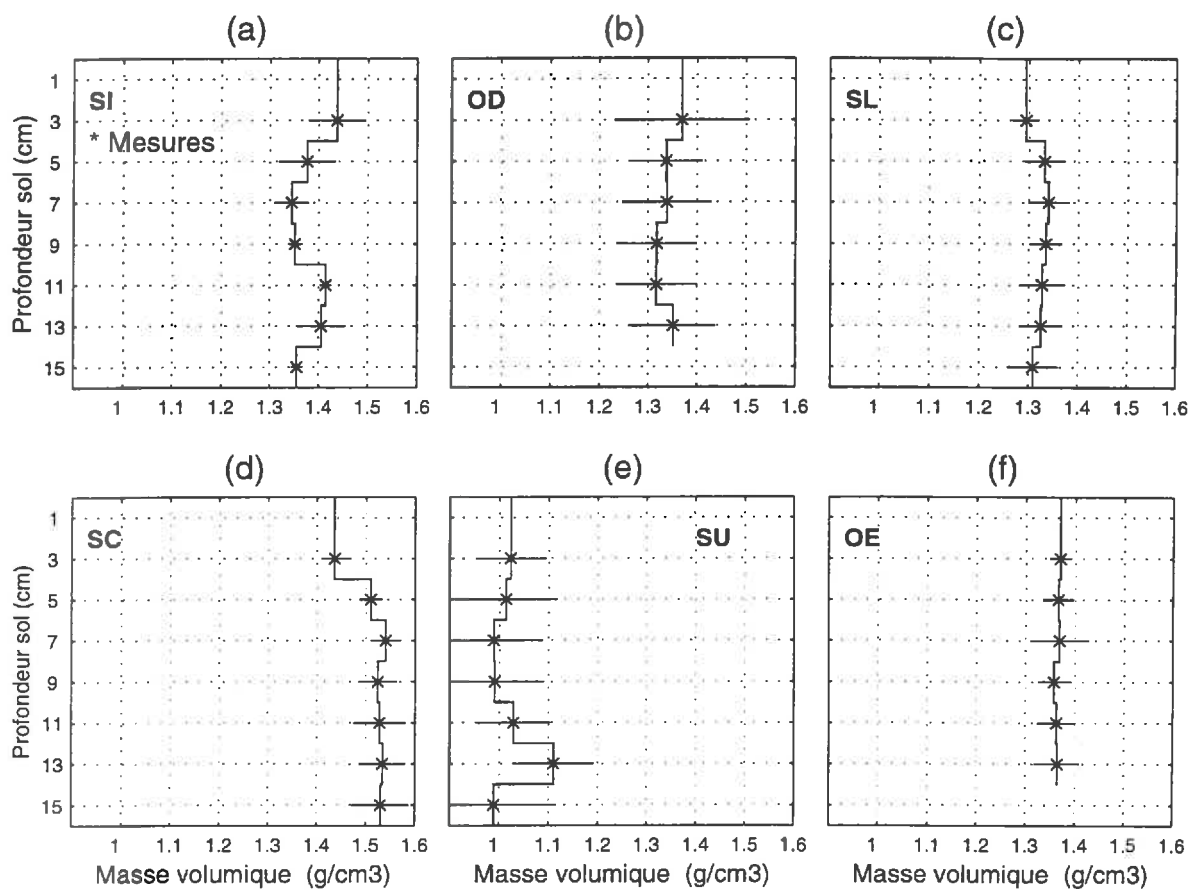 (a) (b) (c)
Profondeur sol (cm)
1
3
5
7
9
11
13
15
SI
* Mesures
OD
SL
1 1.1 1.2 1.3 1.4 1.5 1.6
1 1.1 1.2 1.3 1.4 1.5 1.6
1 1.1 1.2 1.3 1.4 1.5 1.6
(d) (e) (f)
Profondeur sol (cm)
1
3
5
7
9
11
13
15
SC
SU
OE
1 1.1 1.2 1.3 1.4 1.5 1.6
1 1.1 1.2 1.3 1.4 1.5 1.6
1 1.1 1.2 1.3 1.4 1.5 1.6
Masse volumique (g/cm3)
Masse volumique (g/cm3)
Masse volumique (g/cm3)